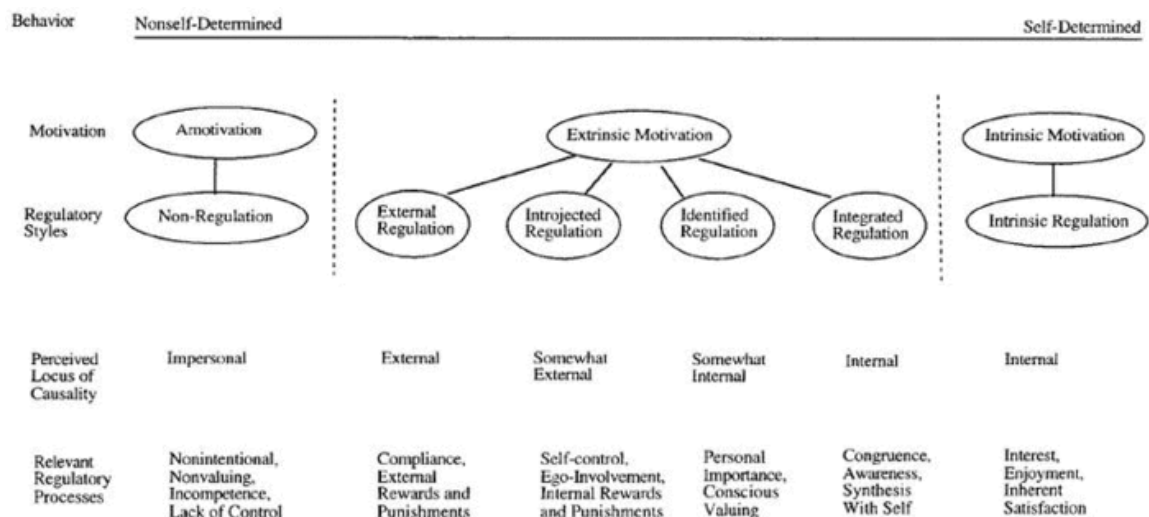 Behavior
Nonself-Determined
Self-Determined
Motivation
Amotivation
Extrinsic Motivation
Intrinsic Motivation
Regulatory
Styles
Non-Regulation
External
Regulation
Introjected
Regulation
Identified
Regulation
Integrated
Regulation
Intrinsic Regulation
Perceived
Locus of
Causality
Impersonal
External
Somewhat
External
Somewhat
Internal
Internal
Internal
Relevant
Regulatory
Processes
Nonintentional,
Nonvaluing,
Incompetence,
Lack of Control
Compliance,
External
Rewards and
Punishments
Self-control,
Ego-Involvement,
Internal Rewards
and Punishments
Personal
Importance,
Conscious
Valuing
Congruence,
Awareness,
Synthesis
With Self
Interest,
Enjoyment,
Inherent
Satisfaction